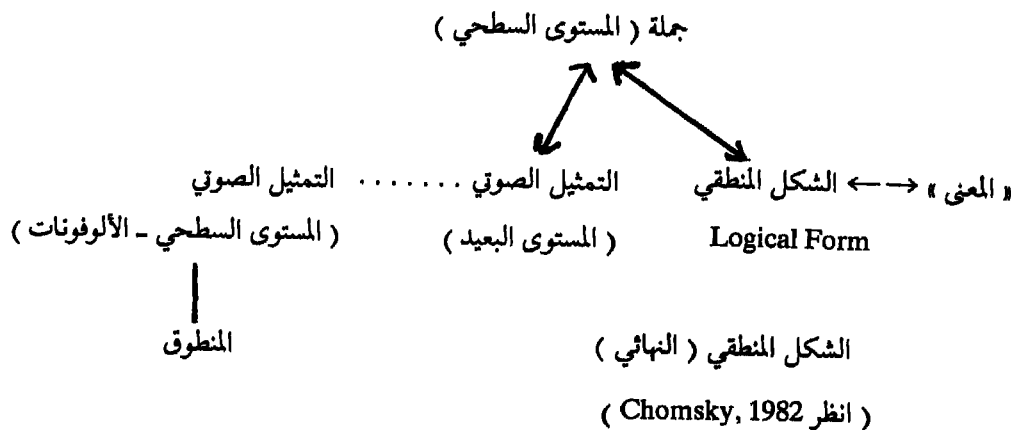 جملة ( المستوى السطحي )
« المعنى » ←--→ الشكل المنطقي التمثيل الصوتي ....... التمثيل الصوتي
Logical Form ( المستوى البعيد ) ( المستوى السطحي - الألوفونات )
الشكل المنطقي ( النهائي ) المنطوق
( انظر Chomsky, 1982 )